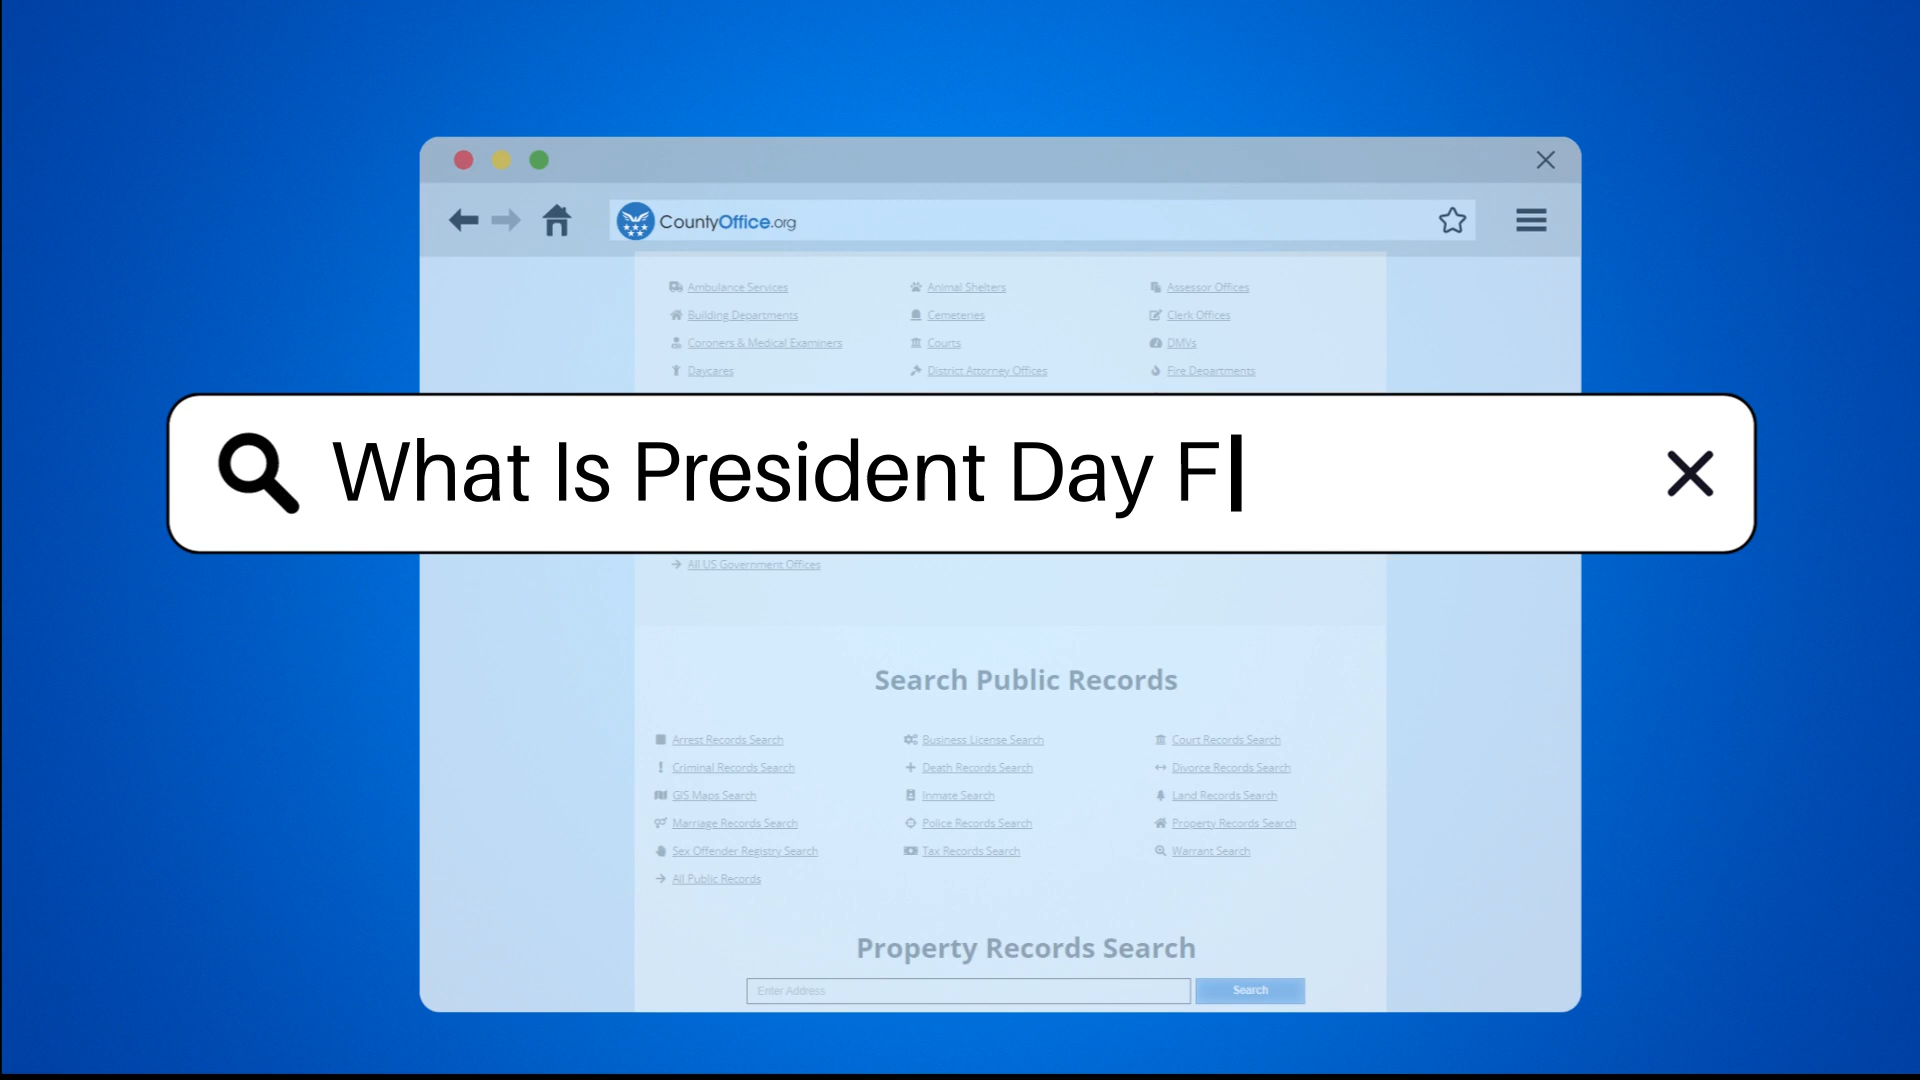 CountyOffice.org
Ambulance Services Animal Shelters Assessor Offices
Building Departments Cemeteries Clerk Offices
Coroners & Medical Examiners Courts DMVs
Daycares District Attorney Offices Fire Departments
What Is President Day F
All US Government Offices
Search Public Records
Arrest Records Search Business License Search Court Records Search
Criminal Records Search Death Records Search Divorce Records Search
GIS Maps Search Inmate Search Land Records Search
Marriage Records Search Police Records Search Property Records Search
Sex Offender Registry Search Tax Records Search Warrant Search
All Public Records
Property Records Search
Enter Address Search